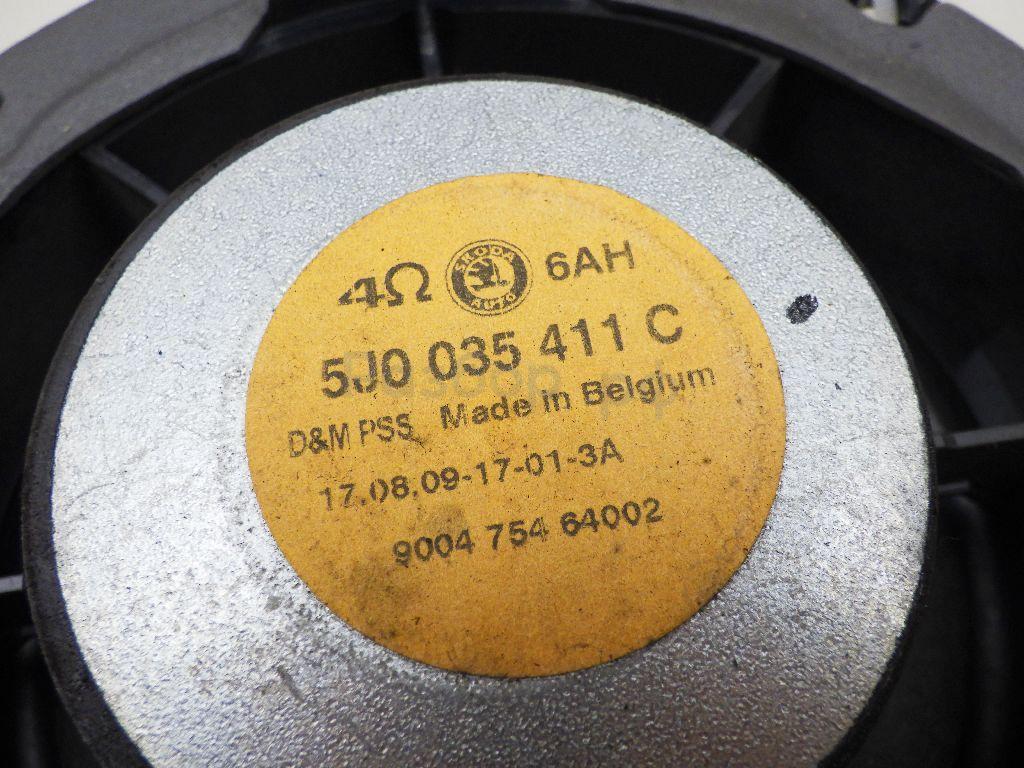 4Ω ŠKODA AUTO 6AH
5J0 035 411 C
D&M PSS Made in Belgium
17.08.09-17-01-3A
9004 754 64002